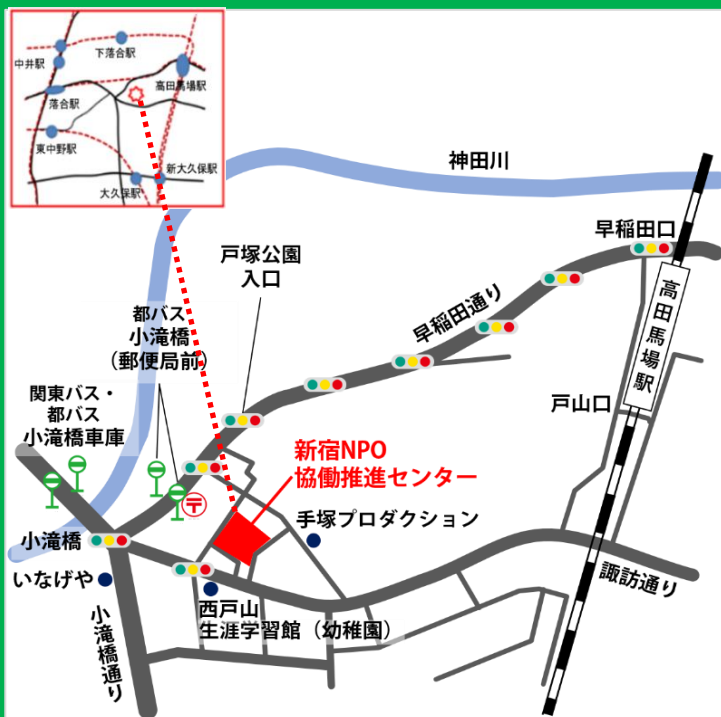 下落合駅
中井駅
高田馬場駅
落合駅
東中野駅
新大久保駅
大久保駅
神田川
早稲田口
戸塚公園
入口
早稲田通り
高田馬場駅
都バス
小滝橋
（郵便局前）
関東バス・
都バス
小滝橋車庫
戸山口
新宿NPO
協働推進センター
手塚プロダクション
小滝橋
いなげや
諏訪通り
西戸山
生涯学習館（幼稚園）
小滝橋通り